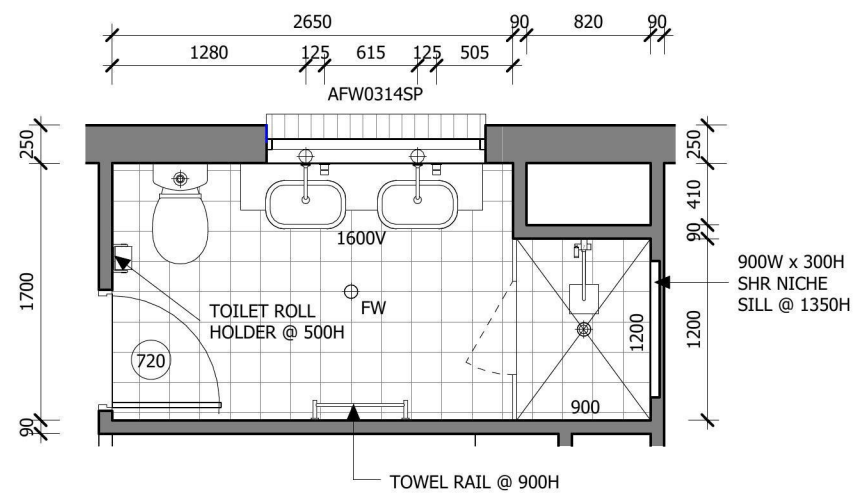 2650
90
820
90
1280
125
615
125
505
AFW0314SP
250
250
410
90
1600V
900W x 300H
SHR NICHE
SILL @ 1350H
1700
TOILET ROLL
HOLDER @ 500H
FW
1200
1200
720
900
90
TOWEL RAIL @ 900H